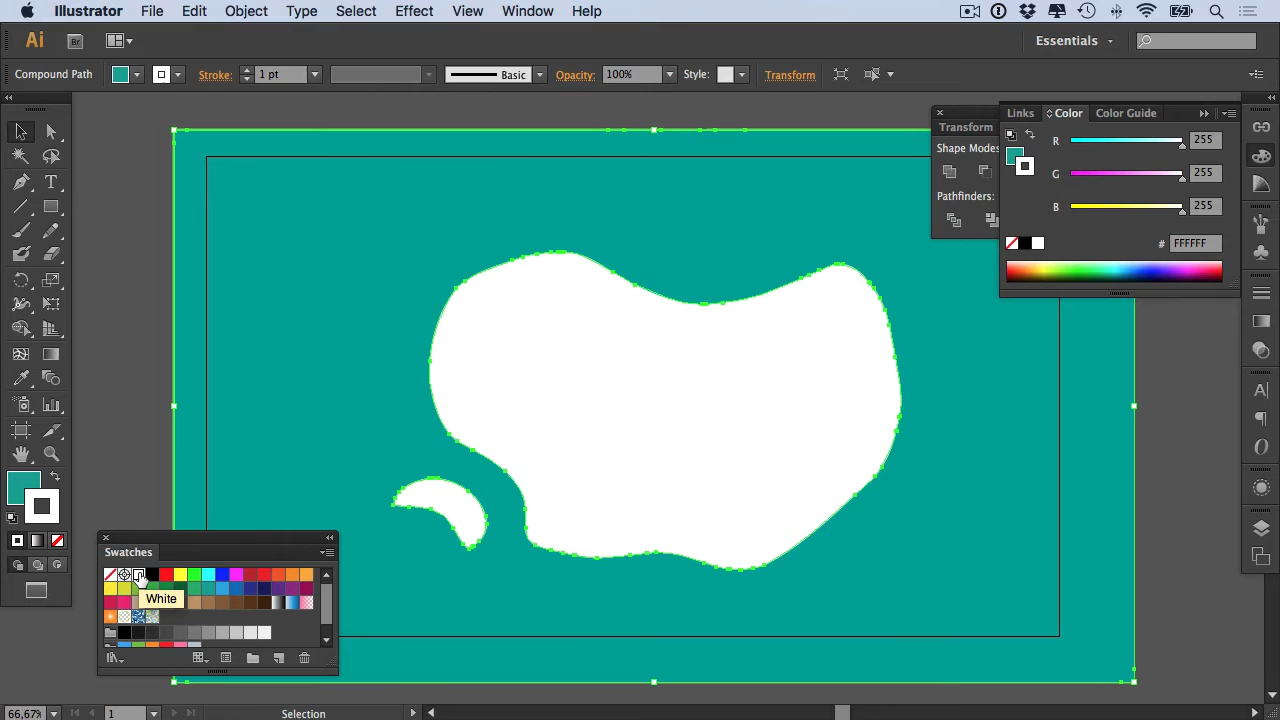 Illustrator File Edit Object Type Select Effect View Window Help
Ai Br Essentials
Compound Path Stroke: 1 pt Basic Opacity: 100% Style: Transform
Links Color Color Guide
Transform
R 255
Shape Modes
G 255
Pathfinders:
B 255
# FFFFFF
Swatches
White
66,67% 1 Selection